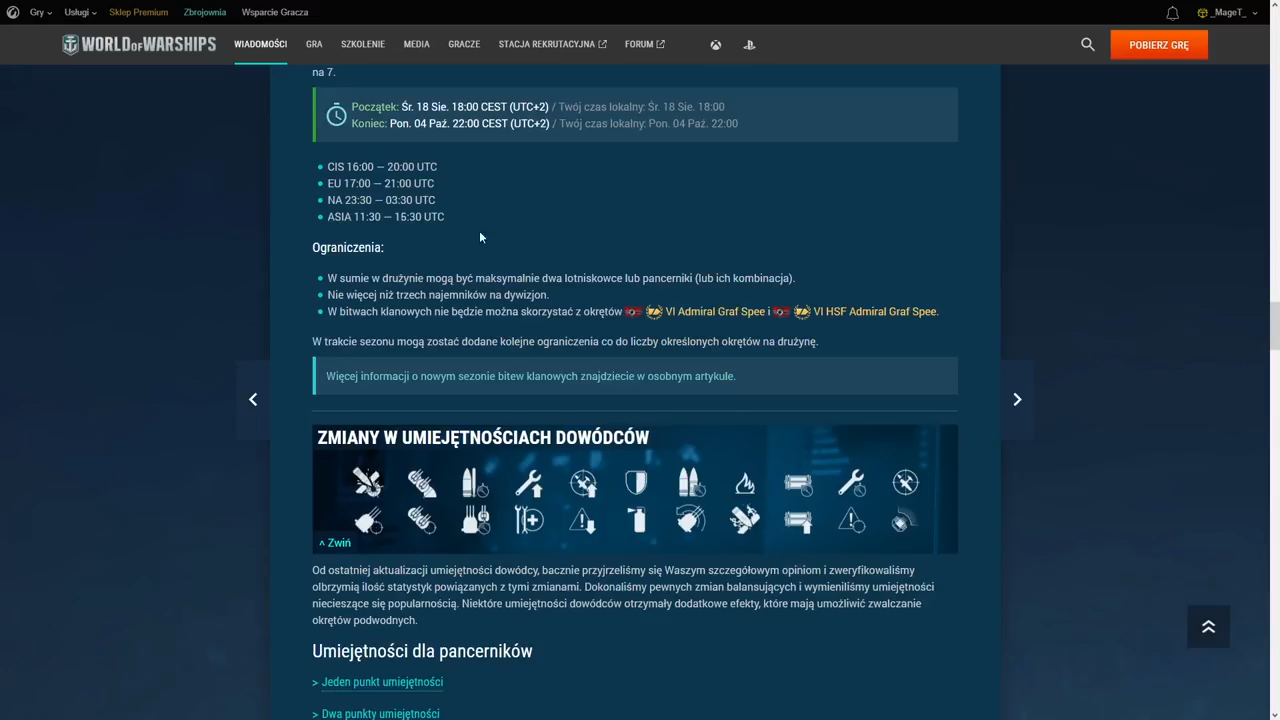 Gry Usługi Sklep Premium Zbrojownia Wsparcie Gracza _MageT_
WORLD OF WARSHIPS WIADOMOŚCI GRA SZKOLENIE MEDIA GRACZE STACJA REKRUTACYJNA FORUM POBIERZ GRĘ
na 7.
Początek: Śr. 18 Sie. 18:00 CEST (UTC+2) / Twój czas lokalny: Śr. 18 Sie. 18:00
Koniec: Pon. 04 Paź. 22:00 CEST (UTC+2) / Twój czas lokalny: Pon. 04 Paź. 22:00
CIS 16:00 — 20:00 UTC
EU 17:00 — 21:00 UTC
NA 23:30 — 03:30 UTC
ASIA 11:30 — 15:30 UTC
Ograniczenia:
W sumie w drużynie mogą być maksymalnie dwa lotniskowce lub pancerniki (lub ich kombinacja).
Nie więcej niż trzech najemników na dywizjon.
W bitwach klanowych nie będzie można skorzystać z okrętów VI Admiral Graf Spee i VI HSF Admiral Graf Spee.
W trakcie sezonu mogą zostać dodane kolejne ograniczenia co do liczby określonych okrętów na drużynę.
Więcej informacji o nowym sezonie bitew klanowych znajdziecie w osobnym artykule.
ZMIANY W UMIEJĘTNOŚCIACH DOWÓDCÓW
^ Zwiń
Od ostatniej aktualizacji umiejętności dowódcy, bacznie przyjrzeliśmy się Waszym szczegółowym opiniom i zweryfikowaliśmy
olbrzymią ilość statystyk powiązanych z tymi zmianami. Dokonaliśmy pewnych zmian balansujących i wymieniliśmy umiejętności
niecieszące się popularnością. Niektóre umiejętności dowódców otrzymały dodatkowe efekty, które mają umożliwić zwalczanie
okrętów podwodnych.
Umiejętności dla pancerników
> Jeden punkt umiejętności
> Dwa punkty umiejętności